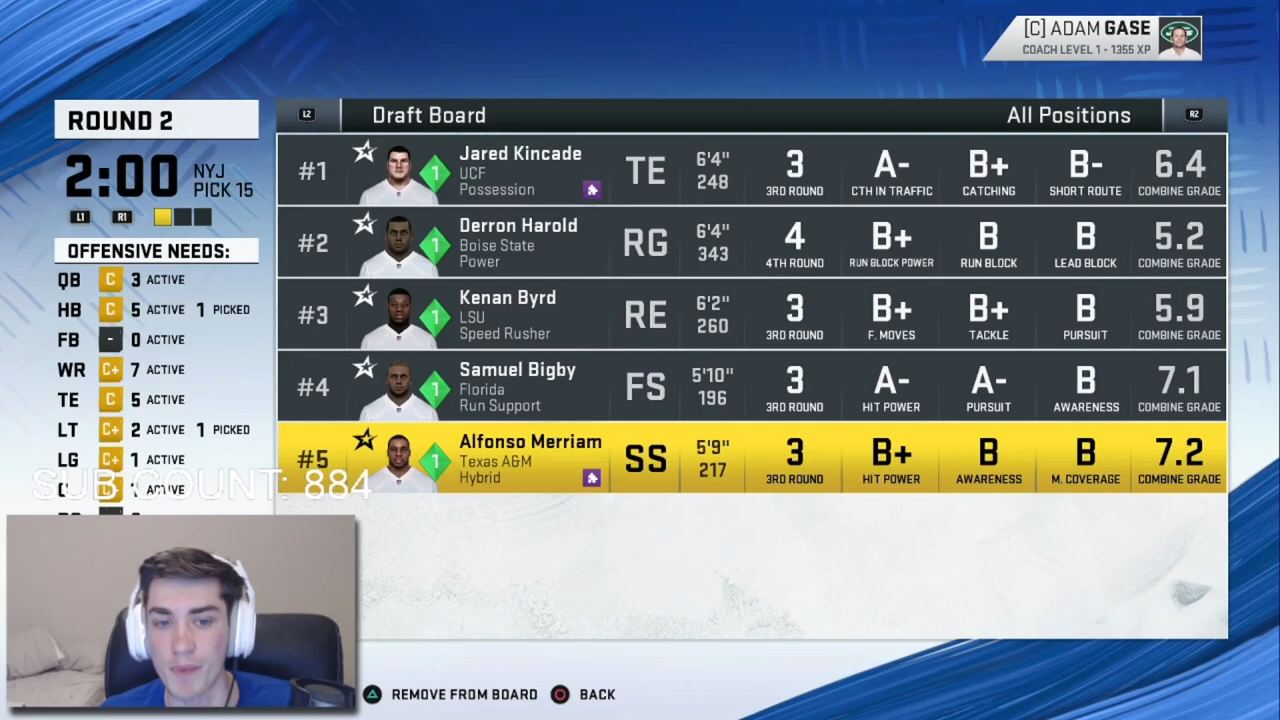 [C] ADAM GASE
COACH LEVEL 1 - 1355 XP
ROUND 2
2:00 NYJ PICK 15
L1 R1
OFFENSIVE NEEDS:
QB C 3 ACTIVE
HB C 5 ACTIVE 1 PICKED
FB - 0 ACTIVE
WR C+ 7 ACTIVE
TE C 5 ACTIVE
LT C+ 2 ACTIVE 1 PICKED
LG C+ 1 ACTIVE
C C+ ACTIVE
SUB COUNT: 884
L2 Draft Board All Positions R2
#1 1 Jared Kincade TE 6'4" 3 A- B+ B- 6.4
UCF 248 3RD ROUND CTH IN TRAFFIC CATCHING SHORT ROUTE COMBINE GRADE
Possession
#2 1 Derron Harold RG 6'4" 4 B+ B B 5.2
Boise State 343 4TH ROUND RUN BLOCK POWER RUN BLOCK LEAD BLOCK COMBINE GRADE
Power
#3 1 Kenan Byrd RE 6'2" 3 B+ B+ B 5.9
LSU 260 3RD ROUND F. MOVES TACKLE PURSUIT COMBINE GRADE
Speed Rusher
#4 1 Samuel Bigby FS 5'10" 3 A- A- B 7.1
Florida 196 3RD ROUND HIT POWER PURSUIT AWARENESS COMBINE GRADE
Run Support
#5 1 Alfonso Merriam SS 5'9" 3 B+ B B 7.2
Texas A&M 217 3RD ROUND HIT POWER AWARENESS M. COVERAGE COMBINE GRADE
Hybrid
REMOVE FROM BOARD BACK